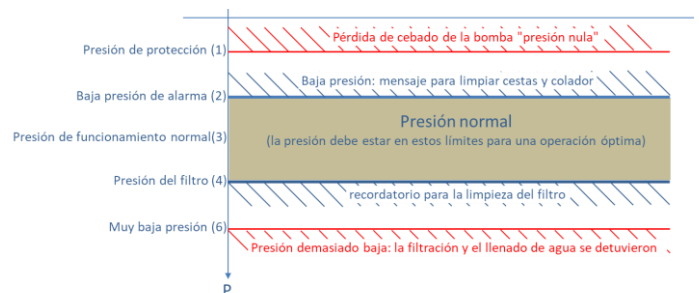 Pérdida de cebado de la bomba "presión nula"
Presión de protección (1)
Baja presión: mensaje para limpiar cestas y colador
Baja presión de alarma (2)
Presión normal
Presión de funcionamiento normal(3)
(la presión debe estar en estos límites para una operación óptima)
Presión del filtro (4)
recordatorio para la limpieza del filtro
Muy baja presión (6)
Presión demasiado baja: la filtración y el llenado de agua se detuvieron
P